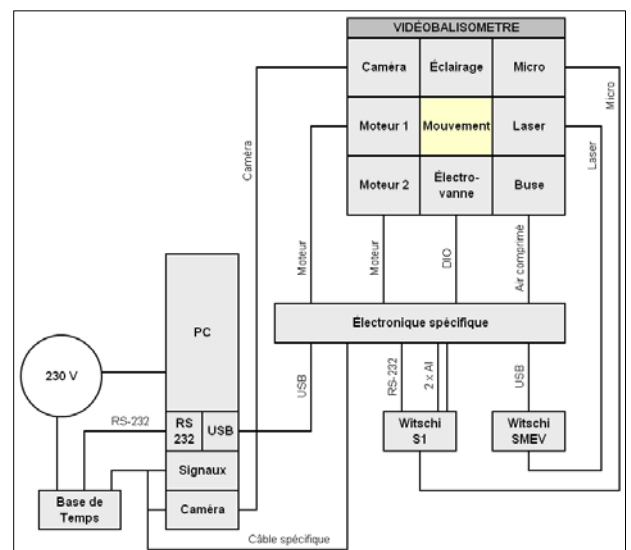 VIDÉOBALISOMETRE
Caméra
Éclairage
Micro
Moteur 1
Mouvement
Laser
Moteur 2
Électro-
vanne
Buse
Caméra
Micro
Laser
Moteur
Moteur
DIO
Air comprimé
Électronique spécifique
PC
230 V
USB
RS-232
2 x AI
USB
RS-232
RS
232
USB
Witschi
S1
Witschi
SMEV
Signaux
Base de
Temps
Caméra
Câble spécifique